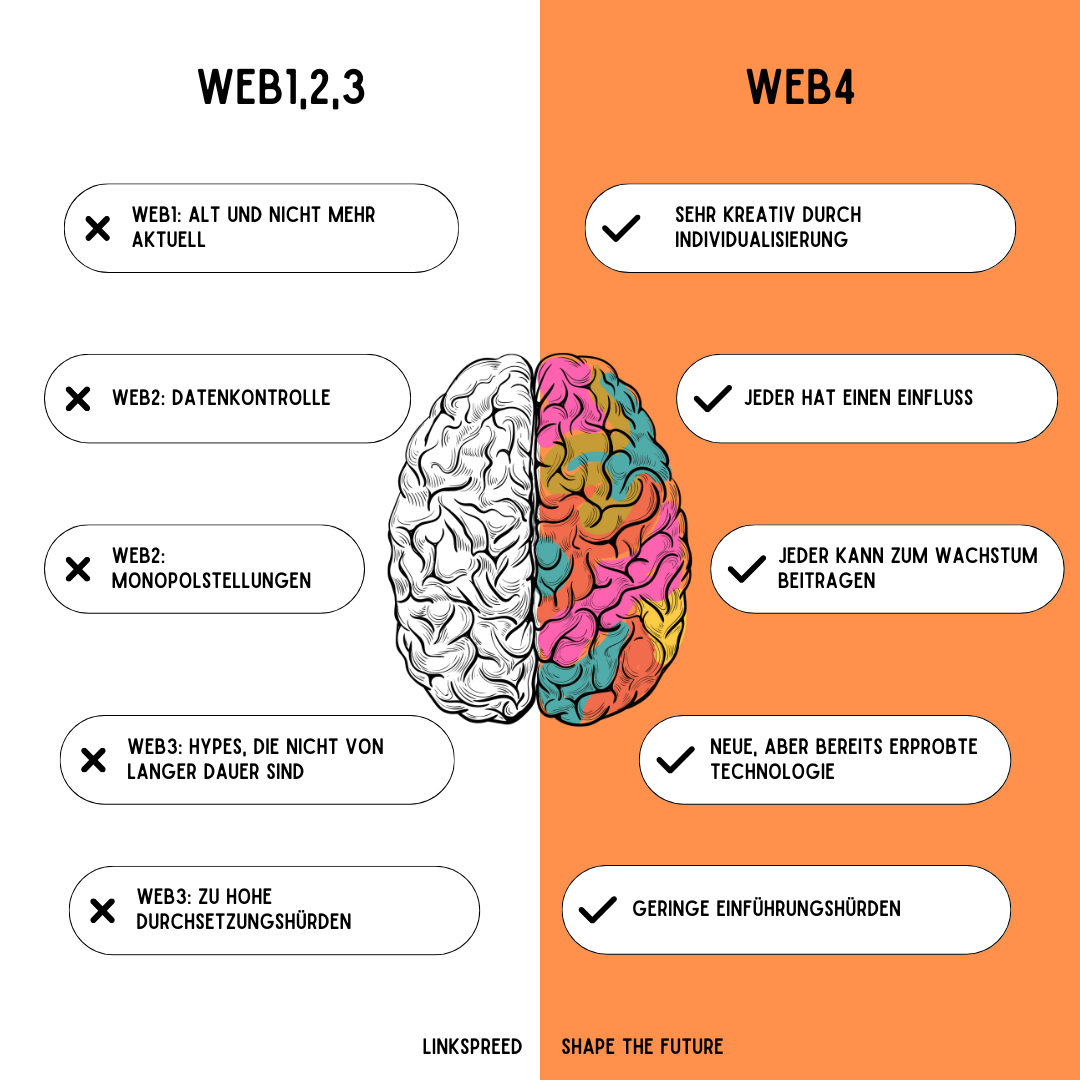 WEB1,2,3
WEB1: ALT UND NICHT MEHR
AKTUELL
WEB2: DATENKONTROLLE
WEB2:
MONOPOLSTELLUNGEN
WEB3: HYPES, DIE NICHT VON
LANGER DAUER SIND
WEB3: ZU HOHE
DURCHSETZUNGSHÜRDEN
LINKSPREED
WEB4
SEHR KREATIV DURCH
INDIVIDUALISIERUNG
JEDER HAT EINEN EINFLUSS
JEDER KANN ZUM WACHSTUM
BEITRAGEN
NEUE, ABER BEREITS ERPROBTE
TECHNOLOGIE
GERINGE EINFÜHRUNGSHÜRDEN
SHAPE THE FUTURE